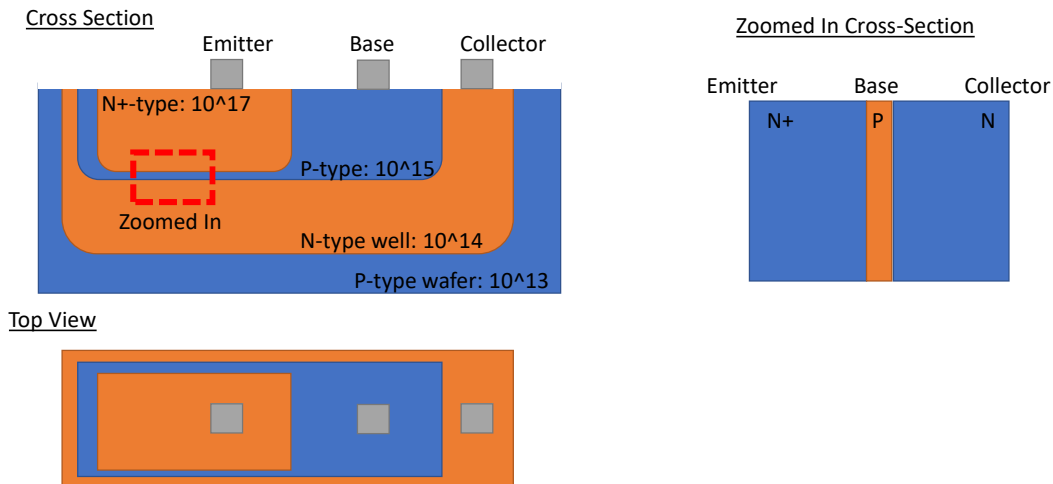 Cross Section
Emitter
Base
Collector
N+-type: 10^17
P-type: 10^15
Zoomed In
N-type well: 10^14
P-type wafer: 10^13
Top View
Zoomed In Cross-Section
Emitter
Base
Collector
N+
P
N